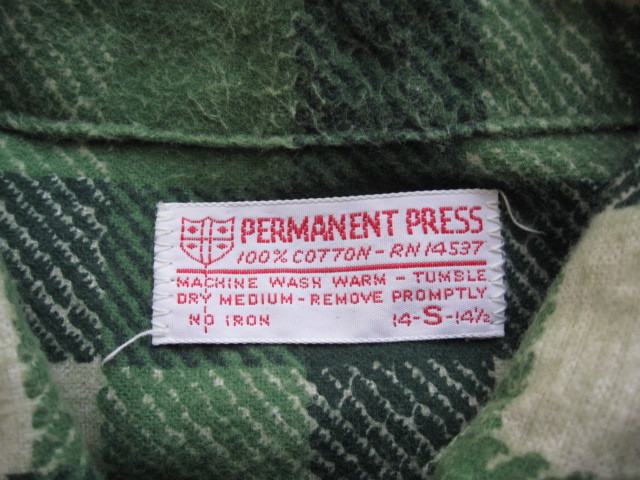 PERMANENT PRESS
100% COTTON - RN 14537
MACHINE WASH WARM - TUMBLE
DRY MEDIUM - REMOVE PROMPTLY
NO IRON 14-S-14½